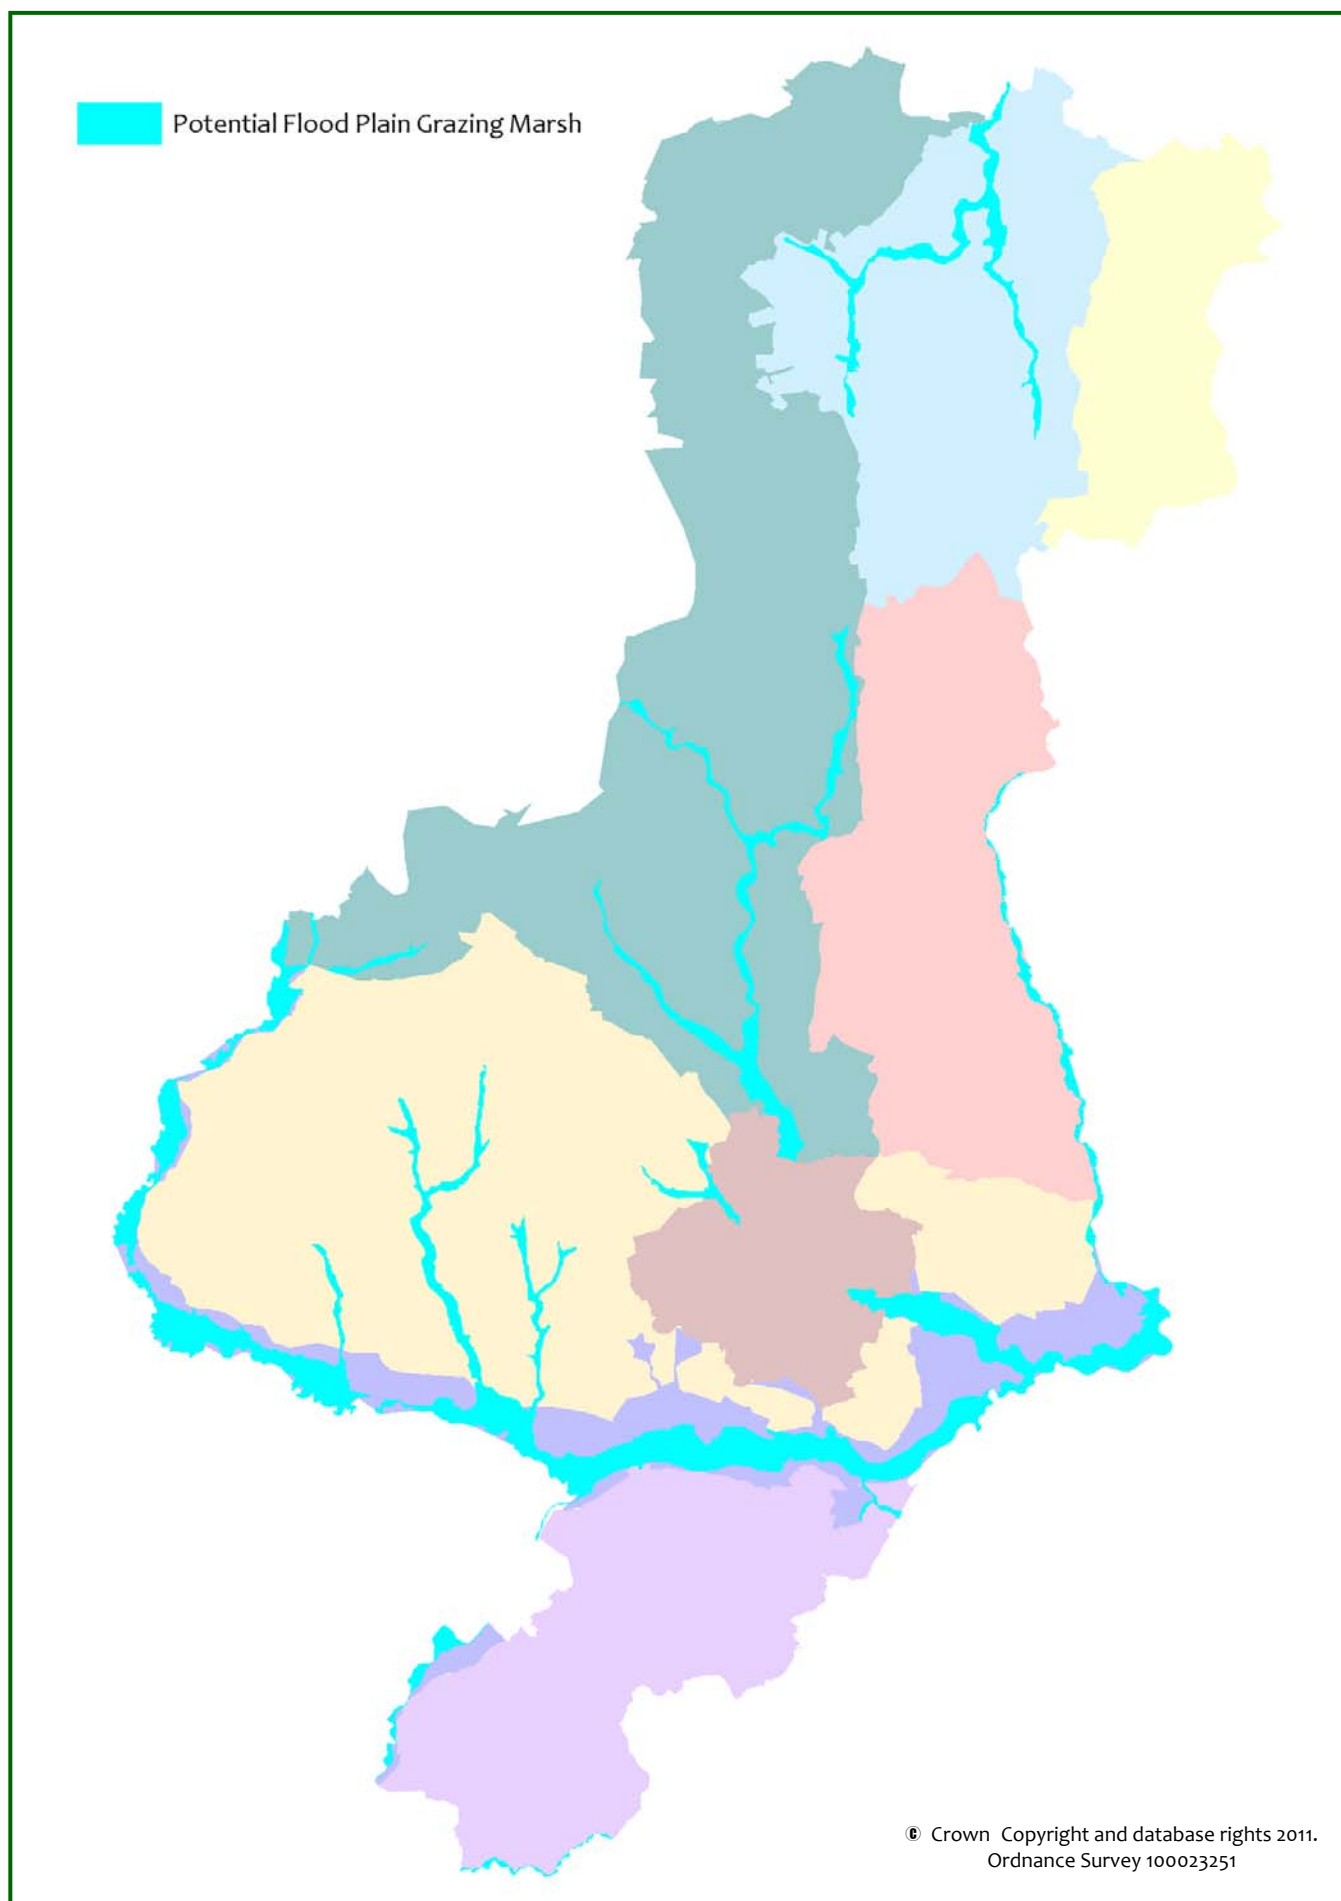 Potential Flood Plain Grazing Marsh
© Crown Copyright and database rights 2011.
Ordnance Survey 100023251